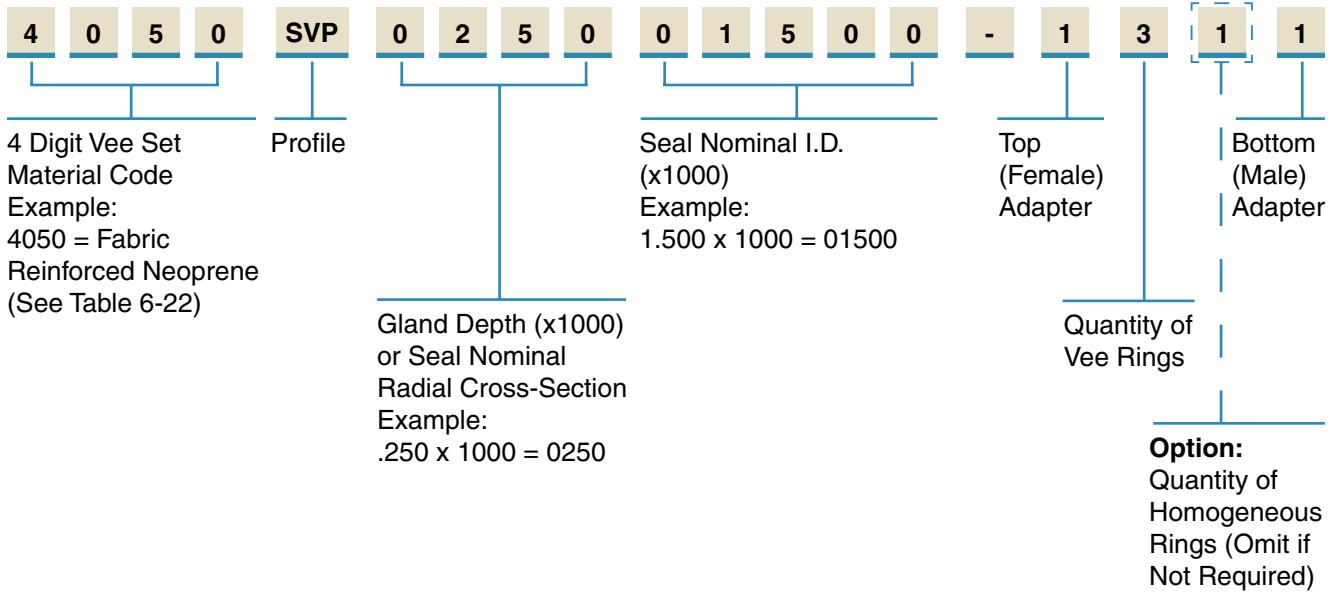 4 0 5 0 SVP 0 2 5 0 0 1 5 0 0 - 1 3 1 1
4 Digit Vee Set
Material Code
Example:
4050 = Fabric
Reinforced Neoprene
(See Table 6-22)
Profile
Gland Depth (x1000)
or Seal Nominal
Radial Cross-Section
Example:
.250 x 1000 = 0250
Seal Nominal I.D.
(x1000)
Example:
1.500 x 1000 = 01500
Top
(Female)
Adapter
Quantity of
Vee Rings
Option:
Quantity of
Homogeneous
Rings (Omit if
Not Required)
Bottom
(Male)
Adapter